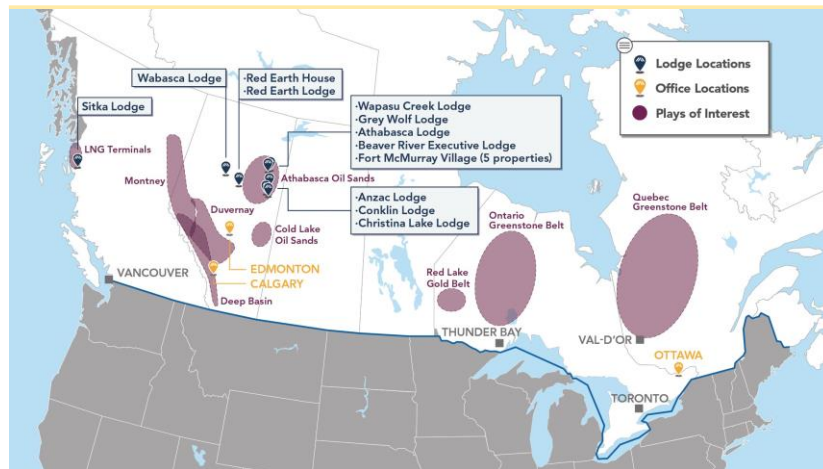 Lodge Locations
Office Locations
Plays of Interest
Wabasca Lodge
·Red Earth House
·Red Earth Lodge
Sitka Lodge
·Wapasu Creek Lodge
·Grey Wolf Lodge
·Athabasca Lodge
·Beaver River Executive Lodge
·Fort McMurray Village (5 properties)
LNG Terminals
Montney
Athabasca Oil Sands
·Anzac Lodge
·Conklin Lodge
·Christina Lake Lodge
Duvernay
Cold Lake
Oil Sands
Ontario
Greenstone Belt
Quebec
Greenstone Belt
EDMONTON
CALGARY
VANCOUVER
Deep Basin
Red Lake
Gold Belt
THUNDER BAY
VAL-D'OR
OTTAWA
TORONTO